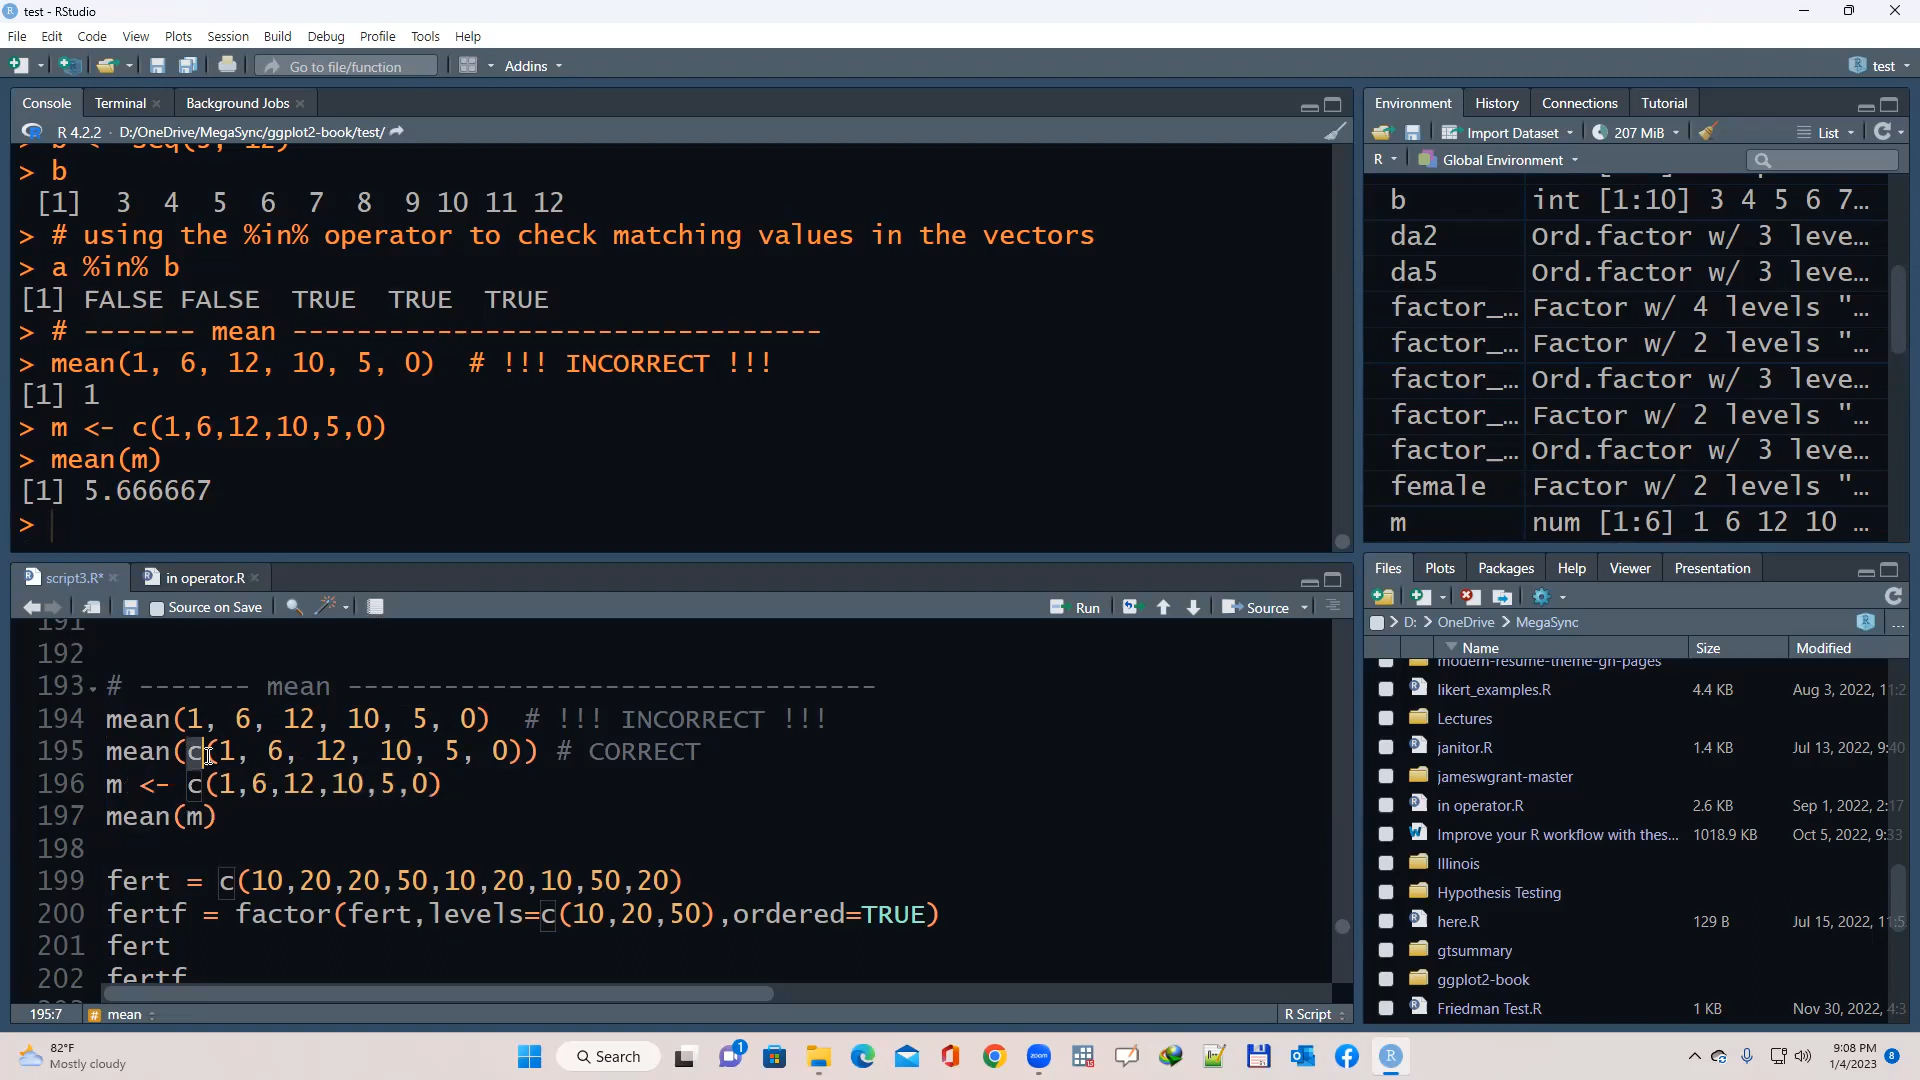 test - RStudio
File Edit Code View Plots Session Build Debug Profile Tools Help
Go to file/function Addins test
Console Terminal Background Jobs
R 4.2.2 · D:/OneDrive/MegaSync/ggplot2-book/test/
> b
[1] 3 4 5 6 7 8 9 10 11 12
> # using the %in% operator to check matching values in the vectors
> a %in% b
[1] FALSE FALSE TRUE TRUE TRUE
> # ------- mean ---------------------------------
> mean(1, 6, 12, 10, 5, 0) # !!! INCORRECT !!!
[1] 1
> m <- c(1,6,12,10,5,0)
> mean(m)
[1] 5.666667
>
Environment History Connections Tutorial
Import Dataset 207 MiB List
R Global Environment
b int [1:10] 3 4 5 6 7…
da2 Ord.factor w/ 3 leve…
da5 Ord.factor w/ 3 leve…
factor_… Factor w/ 4 levels "…
factor_… Factor w/ 2 levels "…
factor_… Ord.factor w/ 3 leve…
factor_… Factor w/ 2 levels "…
factor_… Ord.factor w/ 3 leve…
female Factor w/ 2 levels "…
m num [1:6] 1 6 12 10 …
script3.R* in operator.R
Source on Save Run Source
191
192
193 # ------- mean ---------------------------------
194 mean(1, 6, 12, 10, 5, 0) # !!! INCORRECT !!!
195 mean(c(1, 6, 12, 10, 5, 0)) # CORRECT
196 m <- c(1,6,12,10,5,0)
197 mean(m)
198
199 fert = c(10,20,20,50,10,20,10,50,20)
200 fertf = factor(fert,levels=c(10,20,50),ordered=TRUE)
201 fert
202 fertf
195:7 # mean R Script
Files Plots Packages Help Viewer Presentation
D: OneDrive MegaSync ...
Name Size Modified
modern-resume-theme-gh-pages
likert_examples.R 4.4 KB Aug 3, 2022, 11:2
Lectures
janitor.R 1.4 KB Jul 13, 2022, 9:40
jameswgrant-master
in operator.R 2.6 KB Sep 1, 2022, 2:17
Improve your R workflow with thes... 1018.9 KB Oct 5, 2022, 9:33
Illinois
Hypothesis Testing
here.R 129 B Jul 15, 2022, 11:5
gtsummary
ggplot2-book
Friedman Test.R 1 KB Nov 30, 2022, 4:3
82°F
Mostly cloudy
Search
1
zoom
9:08 PM
1/4/2023
8